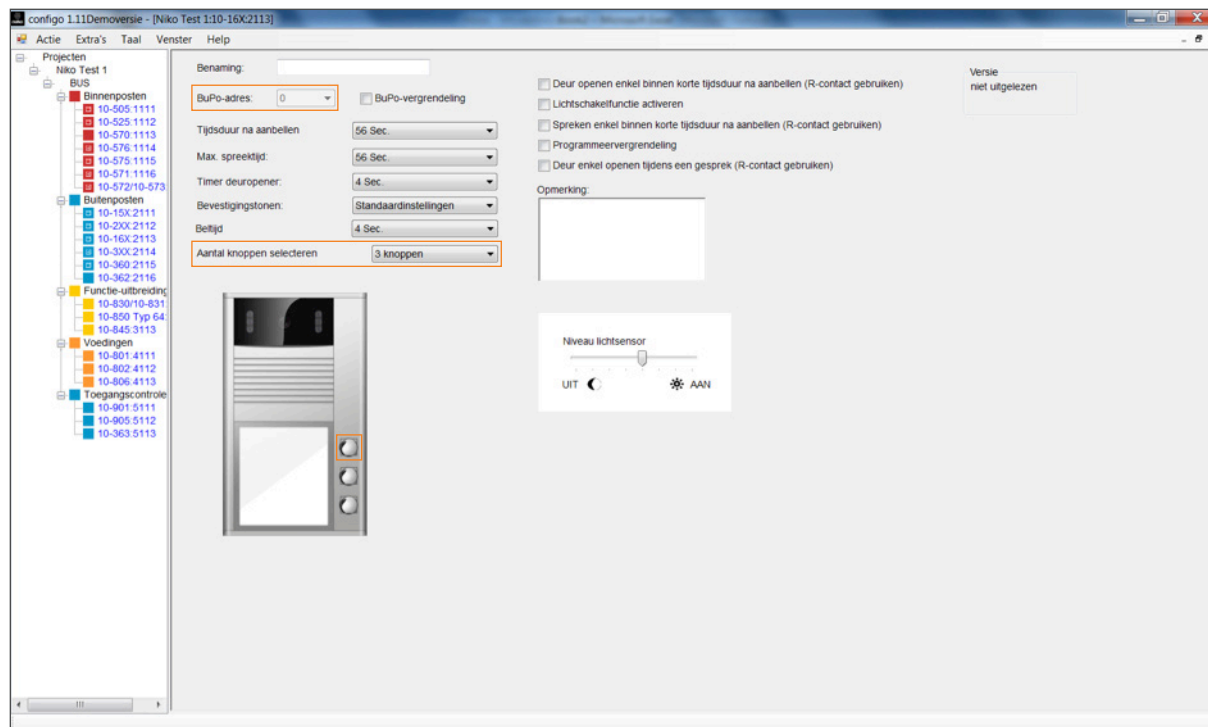 configo 1.11Demoversie - [Niko Test 1:10-16X:2113]
Actie Extra's Taal Venster Help
Projecten
Niko Test 1
BUS
Binnenposten
10-505:1111
10-525:1112
10-570:1113
10-576:1114
10-575:1115
10-571:1116
10-572/10-573
Buitenposten
10-15X:2111
10-2XX:2112
10-16X:2113
10-3XX:2114
10-360:2115
10-362:2116
Functie-uitbreiding
10-830/10-831
10-850 Typ 64:
10-845:3113
Voedingen
10-801:4111
10-802:4112
10-806:4113
Toegangscontrole
10-901:5111
10-905:5112
10-363:5113
Benaming:
BuPo-adres: 0 BuPo-vergrendeling
Tijdsduur na aanbellen 56 Sec.
Max. spreektijd: 56 Sec.
Timer deuropener: 4 Sec.
Bevestigingstonen: Standaardinstellingen
Beltijd 4 Sec.
Aantal knoppen selecteren 3 knoppen
Deur openen enkel binnen korte tijdsduur na aanbellen (R-contact gebruiken)
Lichtschakelfunctie activeren
Spreken enkel binnen korte tijdsduur na aanbellen (R-contact gebruiken)
Programmeervergrendeling
Deur enkel openen tijdens een gesprek (R-contact gebruiken)
Opmerking:
Niveau lichtsensor
UIT AAN
Versie
niet uitgelezen